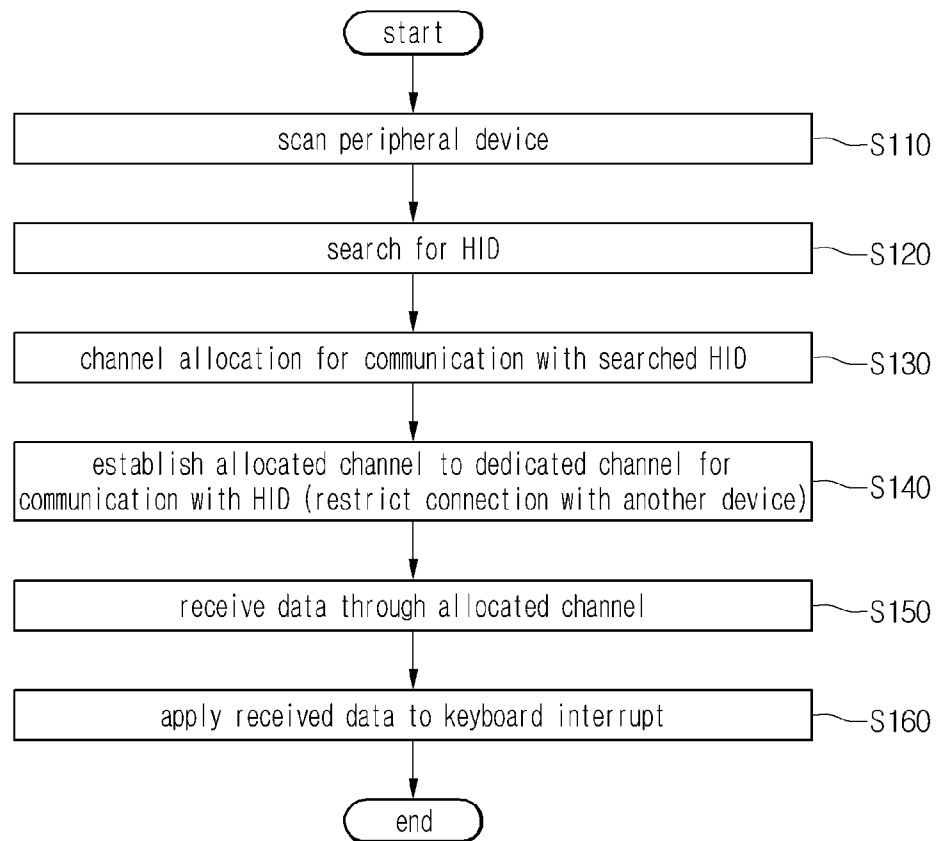 start
scan peripheral device
S110
search for HID
S120
channel allocation for communication with searched HID
S130
establish allocated channel to dedicated channel for
communication with HID (restrict connection with another device)
S140
receive data through allocated channel
S150
apply received data to keyboard interrupt
S160
end